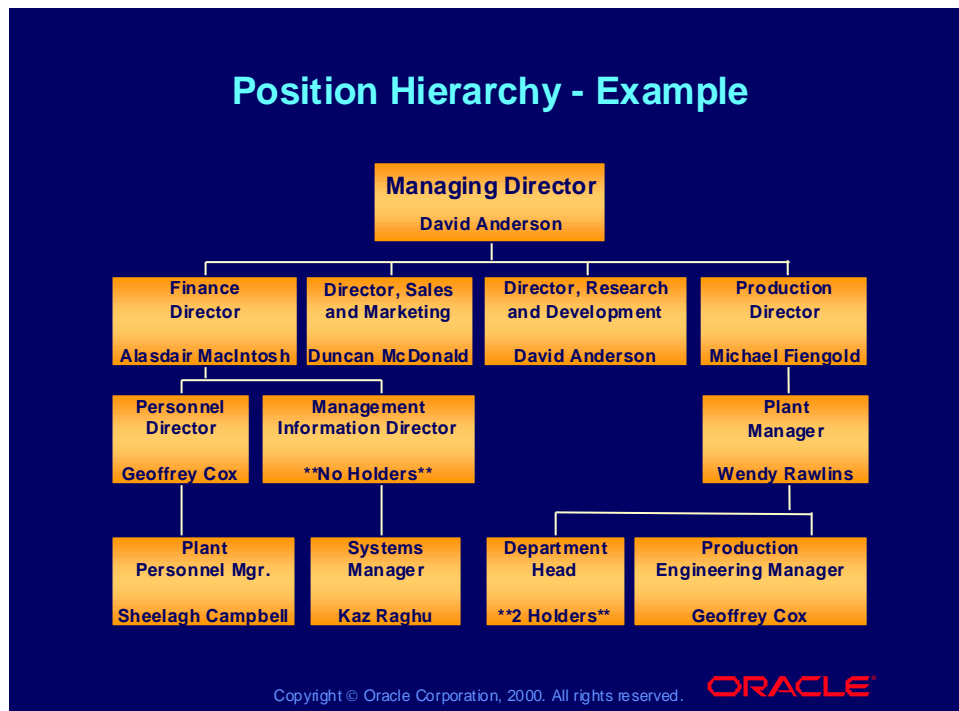 Position Hierarchy - Example
Managing Director
David Anderson
Finance
Director
Alasdair MacIntosh
Director, Sales
and Marketing
Duncan McDonald
Director, Research
and Development
David Anderson
Production
Director
Michael Fiengold
Personnel
Director
Geoffrey Cox
Management
Information Director
**No Holders**
Plant
Manager
Wendy Rawlins
Plant
Personnel Mgr.
Sheelagh Campbell
Systems
Manager
Kaz Raghu
Department
Head
**2 Holders**
Production
Engineering Manager
Geoffrey Cox
Copyright © Oracle Corporation, 2000. All rights reserved.
ORACLE®